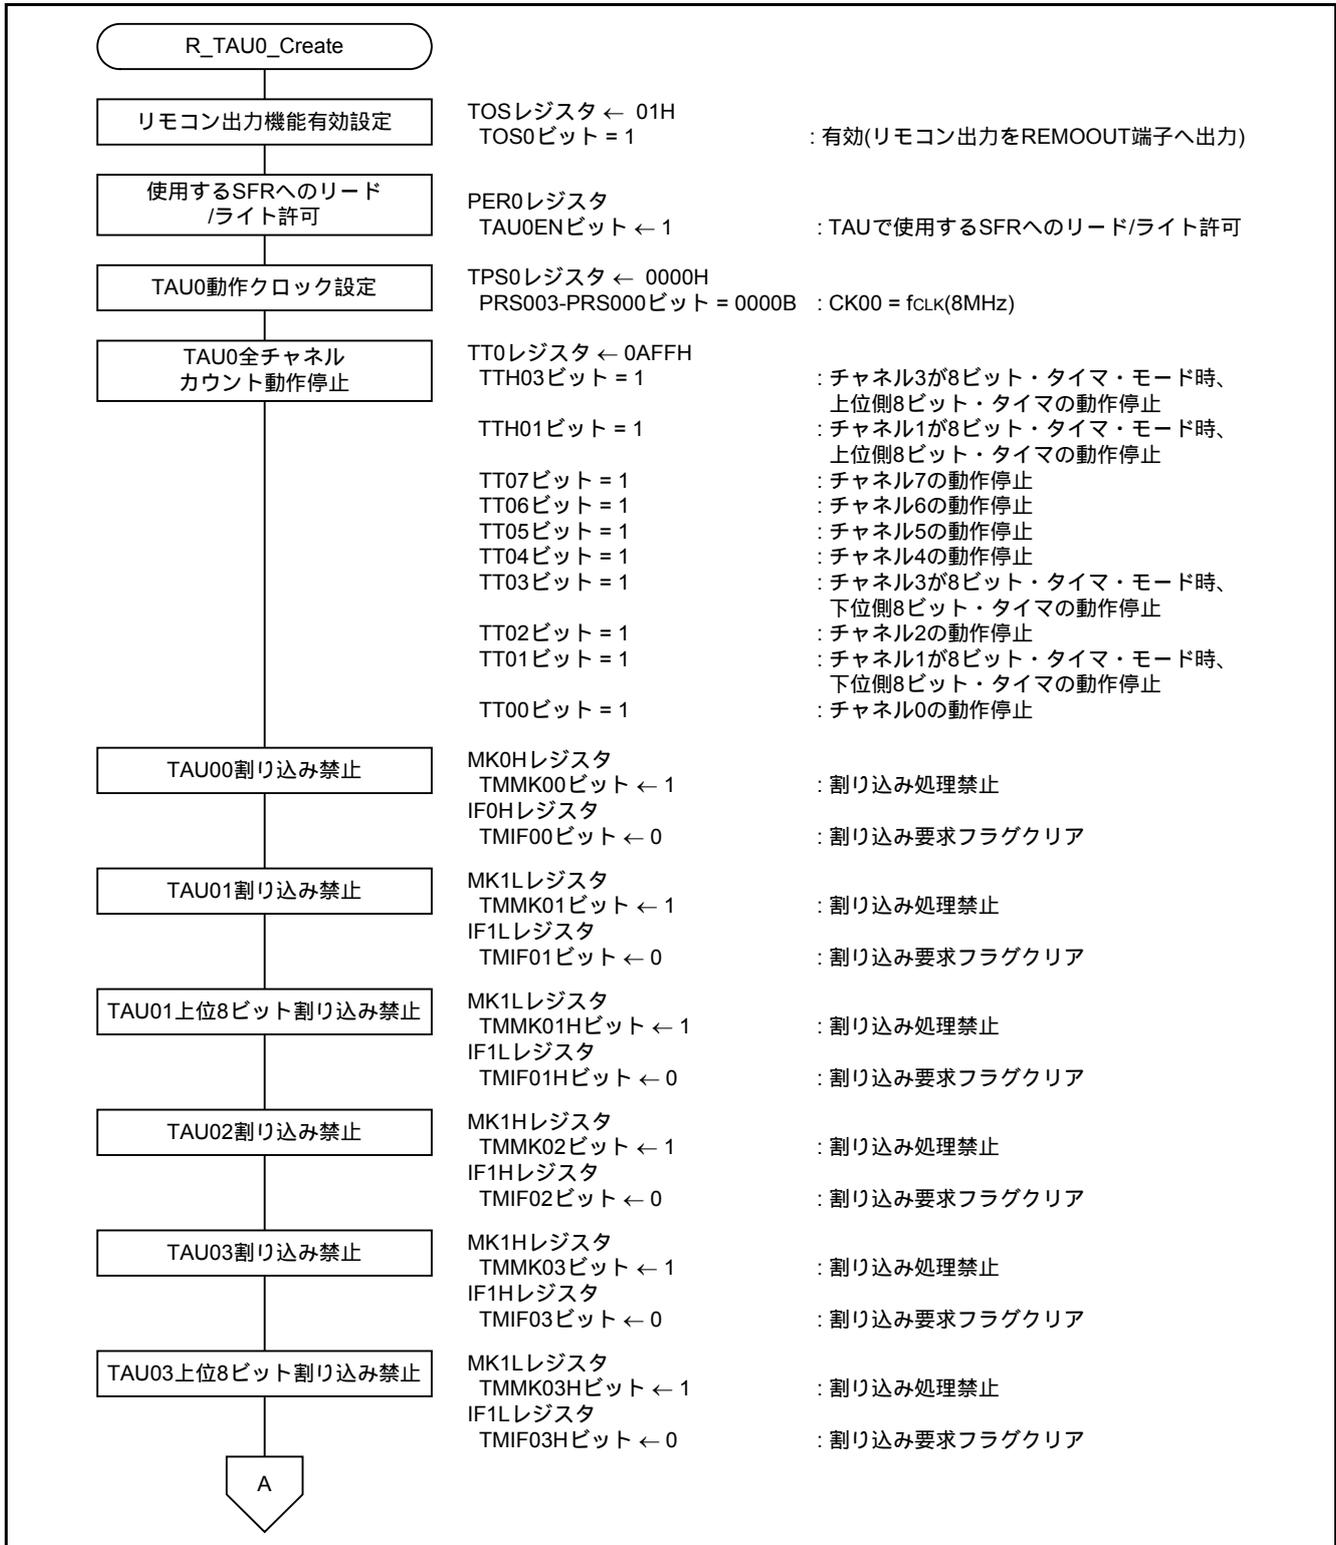 R_TAU0_Create
リモコン出力機能有効設定
TOSレジスタ ← 01H
TOS0ビット = 1 : 有効(リモコン出力をREMOOUT端子へ出力)
使用するSFRへのリード
/ライト許可
PER0レジスタ
TAU0ENビット ← 1 : TAUで使用するSFRへのリード/ライト許可
TAU0動作クロック設定
TPS0レジスタ ← 0000H
PRS003-PRS000ビット = 0000B : CK00 = fCLK(8MHz)
TAU0全チャネル
カウント動作停止
TT0レジスタ ← 0AFFH
TTH03ビット = 1 : チャネル3が8ビット・タイマ・モード時、
上位側8ビット・タイマの動作停止
TTH01ビット = 1 : チャネル1が8ビット・タイマ・モード時、
上位側8ビット・タイマの動作停止
TT07ビット = 1 : チャネル7の動作停止
TT06ビット = 1 : チャネル6の動作停止
TT05ビット = 1 : チャネル5の動作停止
TT04ビット = 1 : チャネル4の動作停止
TT03ビット = 1 : チャネル3が8ビット・タイマ・モード時、
下位側8ビット・タイマの動作停止
TT02ビット = 1 : チャネル2の動作停止
TT01ビット = 1 : チャネル1が8ビット・タイマ・モード時、
下位側8ビット・タイマの動作停止
TT00ビット = 1 : チャネル0の動作停止
TAU00割り込み禁止
MK0Hレジスタ
TMMK00ビット ← 1 : 割り込み処理禁止
IF0Hレジスタ
TMIF00ビット ← 0 : 割り込み要求フラグクリア
TAU01割り込み禁止
MK1Lレジスタ
TMMK01ビット ← 1 : 割り込み処理禁止
IF1Lレジスタ
TMIF01ビット ← 0 : 割り込み要求フラグクリア
TAU01上位8ビット割り込み禁止
MK1Lレジスタ
TMMK01Hビット ← 1 : 割り込み処理禁止
IF1Lレジスタ
TMIF01Hビット ← 0 : 割り込み要求フラグクリア
TAU02割り込み禁止
MK1Hレジスタ
TMMK02ビット ← 1 : 割り込み処理禁止
IF1Hレジスタ
TMIF02ビット ← 0 : 割り込み要求フラグクリア
TAU03割り込み禁止
MK1Hレジスタ
TMMK03ビット ← 1 : 割り込み処理禁止
IF1Hレジスタ
TMIF03ビット ← 0 : 割り込み要求フラグクリア
TAU03上位8ビット割り込み禁止
MK1Lレジスタ
TMMK03Hビット ← 1 : 割り込み処理禁止
IF1Lレジスタ
TMIF03Hビット ← 0 : 割り込み要求フラグクリア
A